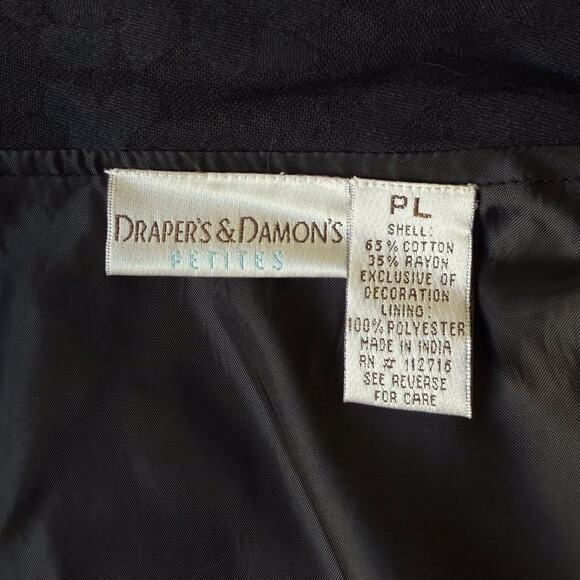 DRAPER'S & DAMON'S
PETITES
PL
SHELL:
65% COTTON
35% RAYON
EXCLUSIVE OF
DECORATION
LINING:
100% POLYESTER
MADE IN INDIA
RN # 112716
SEE REVERSE
FOR CARE